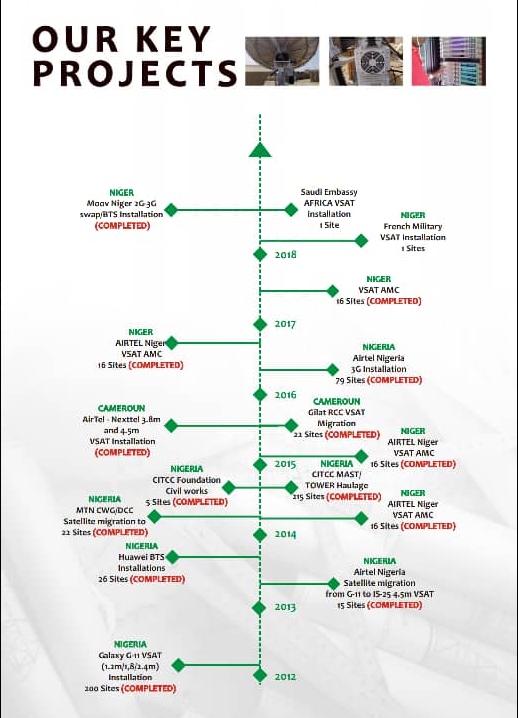 OUR KEY
PROJECTS
NIGER
Moov Niger 2G-3G
swap/BTS Installation
(COMPLETED)
Saudi Embassy
AFRICA VSAT
Installation
1 Site
NIGER
French Military
VSAT Installation
1 Sites
2018
NIGER
VSAT AMC
16 Sites (COMPLETED)
2017
NIGER
AIRTEL Niger
VSAT AMC
16 Sites (COMPLETED)
NIGERIA
Airtel Nigeria
3G Installation
79 Sites (COMPLETED)
2016
CAMEROUN
AirTel - Nexttel 3.8m
and 4.5m
VSAT Installation
(COMPLETED)
CAMEROUN
Gilat RCC VSAT
Migration
22 Sites (COMPLETED)
NIGER
AIRTEL Niger
VSAT AMC
16 Sites (COMPLETED)
2015
NIGERIA
CITCC Foundation
Civil works
5 Sites (COMPLETED)
NIGERIA
CITCC MAST/
TOWER Haulage
215 Sites (COMPLETED)
NIGERIA
MTN CWG/DCC
Satellite migration to
22 Sites (COMPLETED)
NIGER
AIRTEL Niger
VSAT AMC
16 Sites (COMPLETED)
2014
NIGERIA
Huawei BTS
Installations
26 Sites (COMPLETED)
NIGERIA
Airtel Nigeria
Satellite migration
from G-11 to IS-25 4.5m VSAT
15 Sites (COMPLETED)
2013
NIGERIA
Galaxy G-11 VSAT
(1.2m/1,8/2.4m)
Installation
200 Sites (COMPLETED)
2012